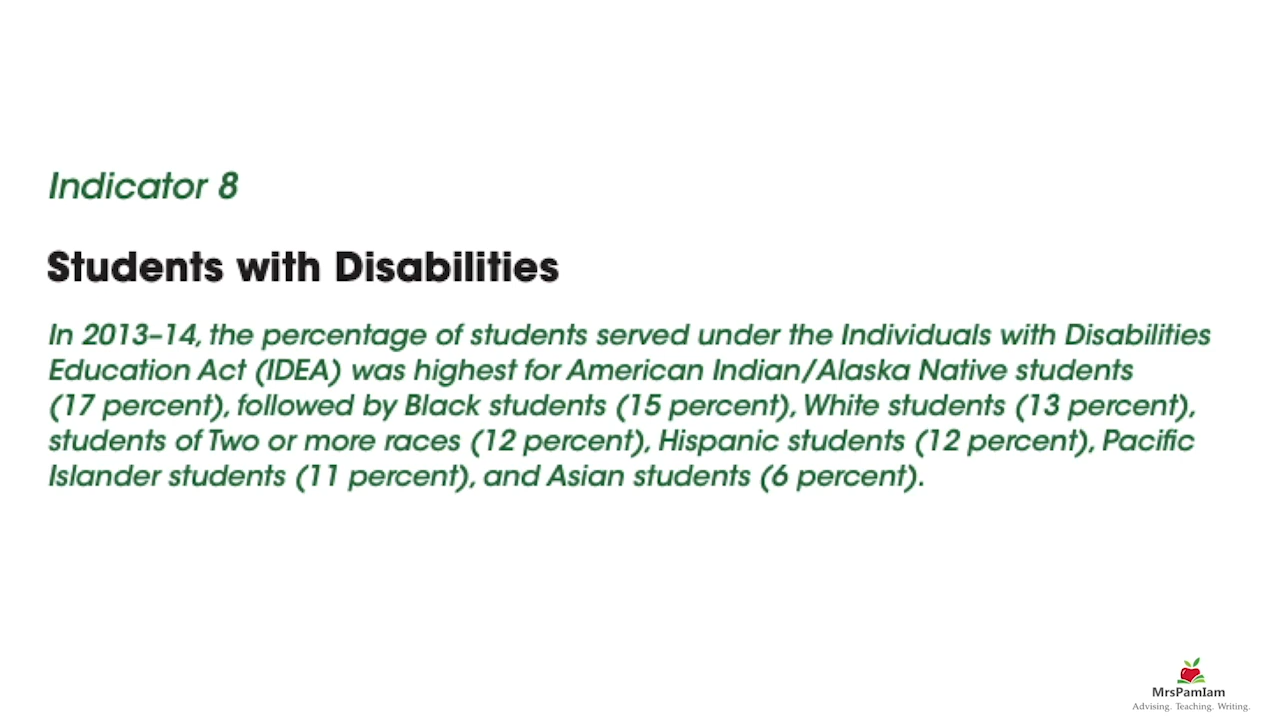 Indicator 8
Students with Disabilities
In 2013–14, the percentage of students served under the Individuals with Disabilities
Education Act (IDEA) was highest for American Indian/Alaska Native students
(17 percent), followed by Black students (15 percent), White students (13 percent),
students of Two or more races (12 percent), Hispanic students (12 percent), Pacific
Islander students (11 percent), and Asian students (6 percent).
MrsPamIam
Advising. Teaching. Writing.